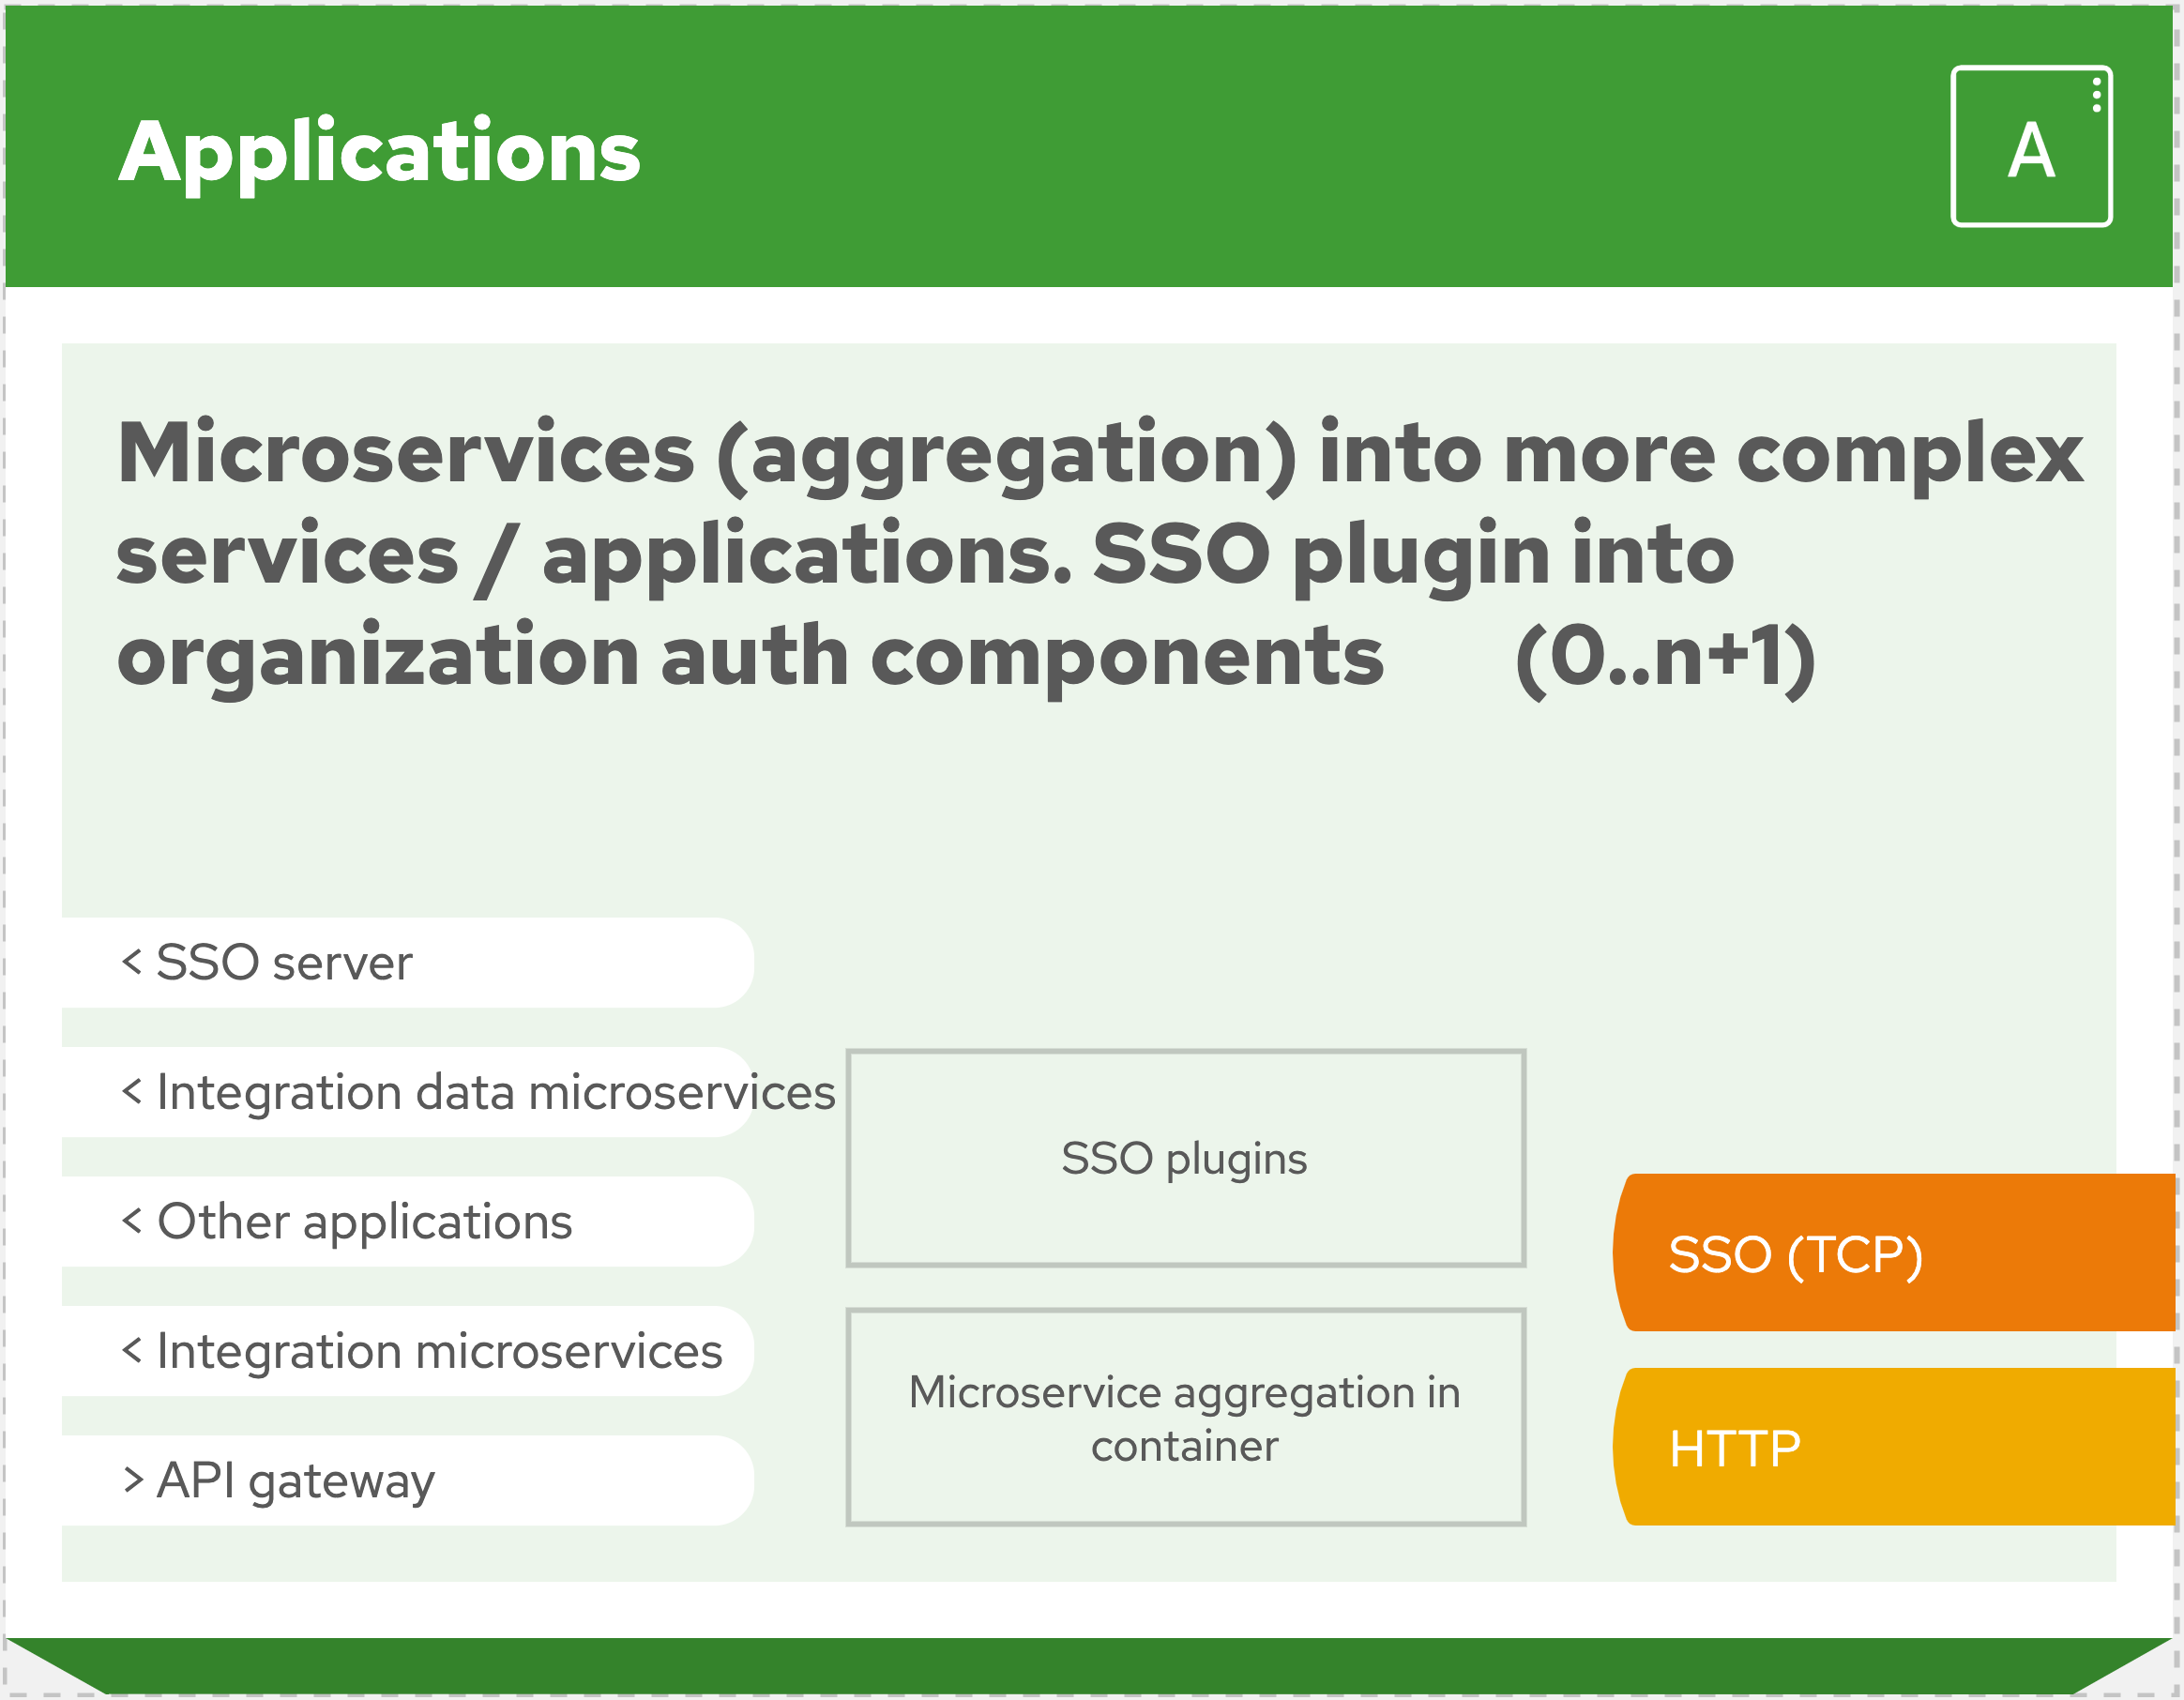 Applications
A
Microservices (aggregation) into more complex
services / applications. SSO plugin into
organization auth components (0..n+1)
< SSO server
< Integration data microservices
< Other applications
< Integration microservices
> API gateway
SSO plugins
Microservice aggregation in
container
SSO (TCP)
HTTP